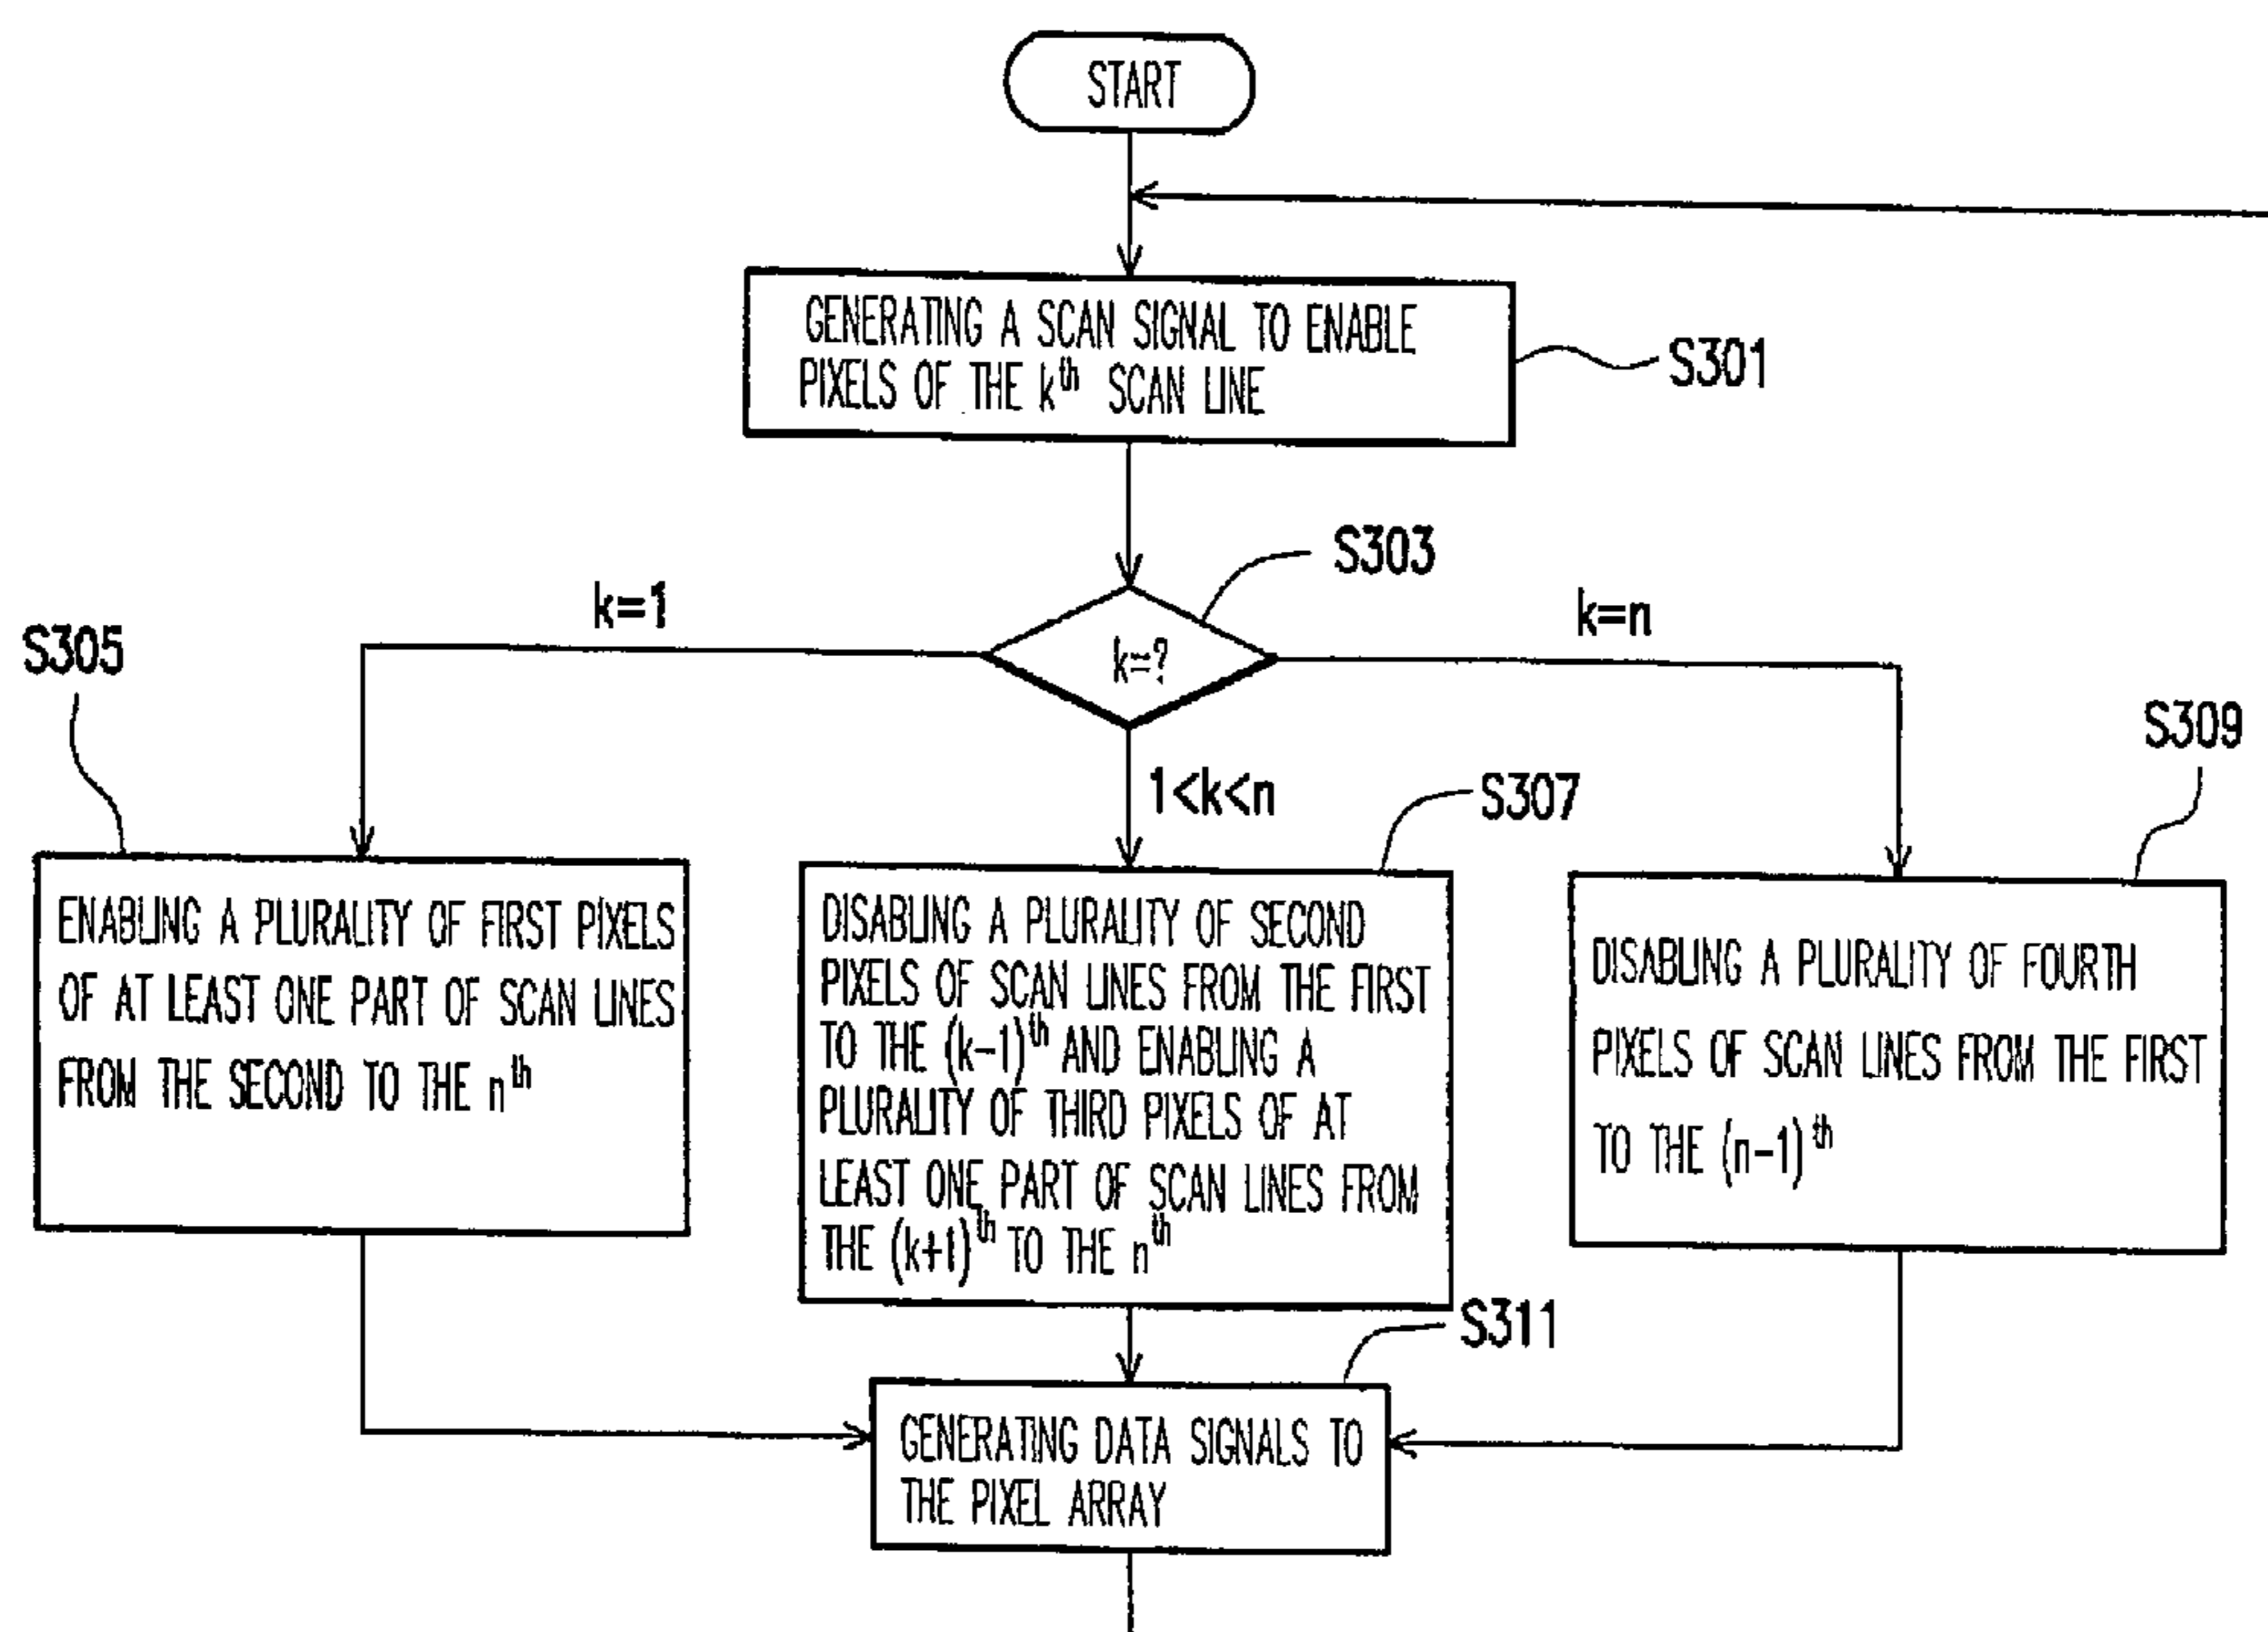 START
GENERATING A SCAN SIGNAL TO ENABLE
PIXELS OF THE kth SCAN LINE
S301
S303
k=?
k=1
k=n
1<k<n
S305
ENABLING A PLURALITY OF FIRST PIXELS
OF AT LEAST ONE PART OF SCAN LINES
FROM THE SECOND TO THE nth
S307
DISABLING A PLURALITY OF SECOND
PIXELS OF SCAN LINES FROM THE FIRST
TO THE (k-1)th AND ENABLING A
PLURALITY OF THIRD PIXELS OF AT
LEAST ONE PART OF SCAN LINES FROM
THE (k+1)th TO THE nth
S309
DISABLING A PLURALITY OF FOURTH
PIXELS OF SCAN LINES FROM THE FIRST
TO THE (n-1)th
S311
GENERATING DATA SIGNALS TO
THE PIXEL ARRAY